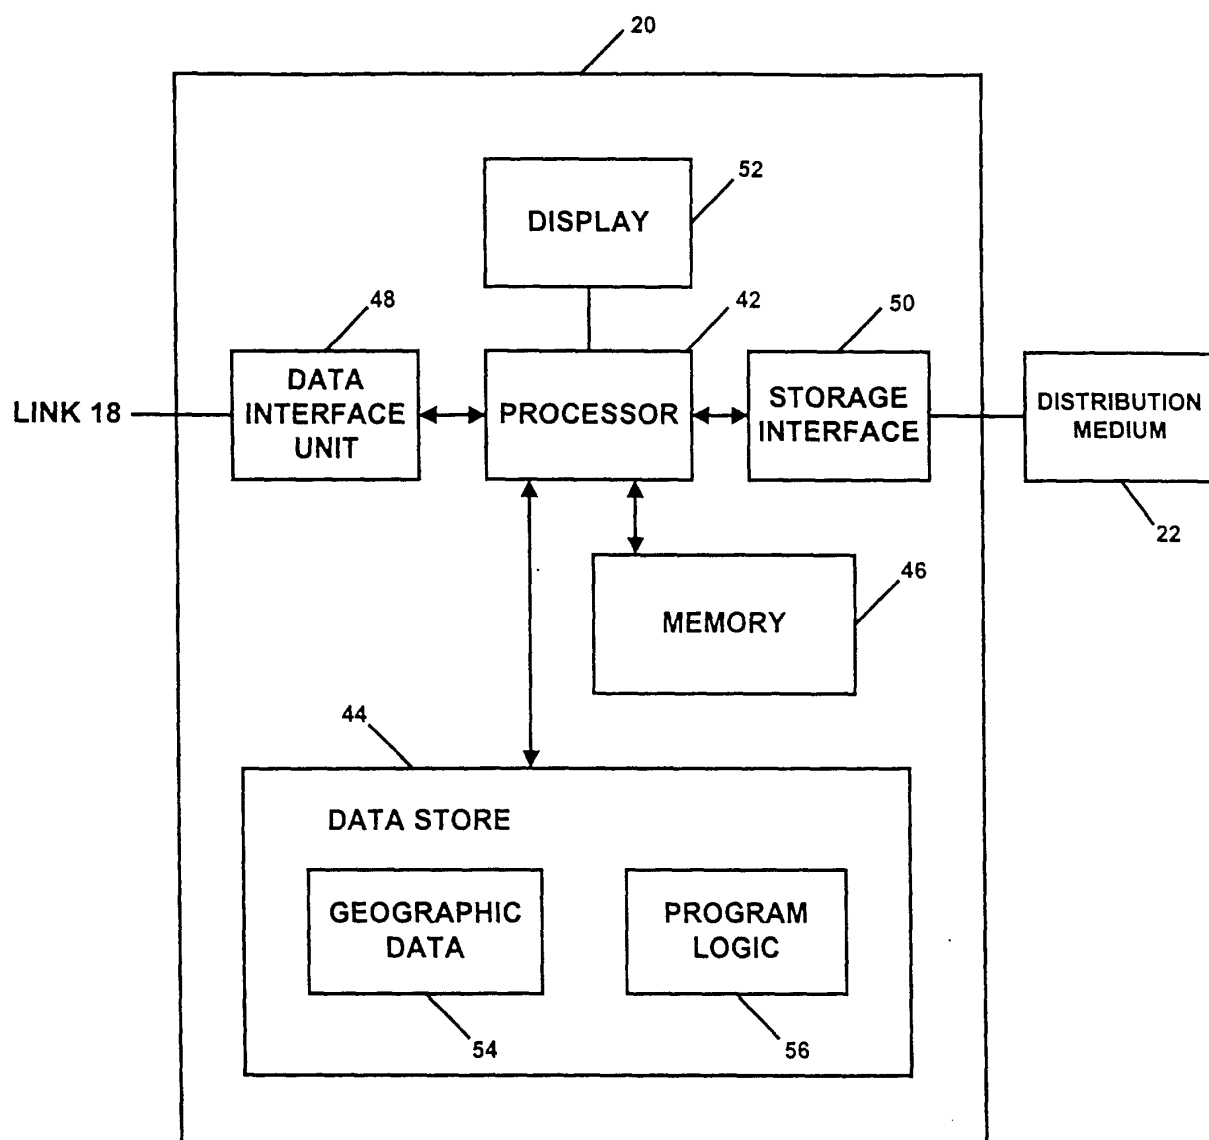 20
52
DISPLAY
48
42
50
LINK 18
DATA
INTERFACE
UNIT
PROCESSOR
STORAGE
INTERFACE
DISTRIBUTION
MEDIUM
22
46
MEMORY
44
DATA STORE
GEOGRAPHIC
DATA
PROGRAM
LOGIC
54
56